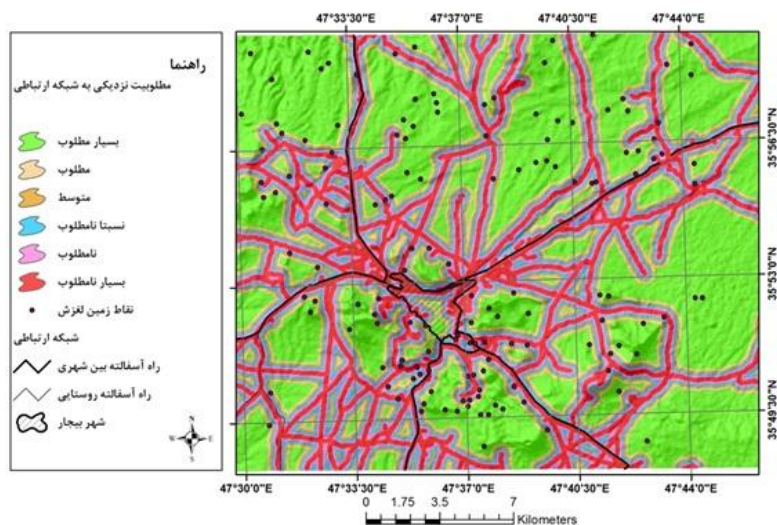 47°33'30"E 47°37'0"E 47°40'30"E 47°44'0"E
راهنما
مطلوبیت نزدیکی به شبکه ارتباطی
بسیار مطلوب
مطلوب
متوسط
نسبتا نامطلوب
نامطلوب
بسیار نامطلوب
نقاط زمین لغزش
شبکه ارتباطی
راه آسفالته بین شهری
راه آسفالته روستایی
شهر بیجار
N
W E
S
35°56'30"N
35°53'0"N
35°49'30"N
47°30'0"E 47°33'30"E 47°37'0"E 47°40'30"E 47°44'0"E
0 1.75 3.5 7
Kilometers